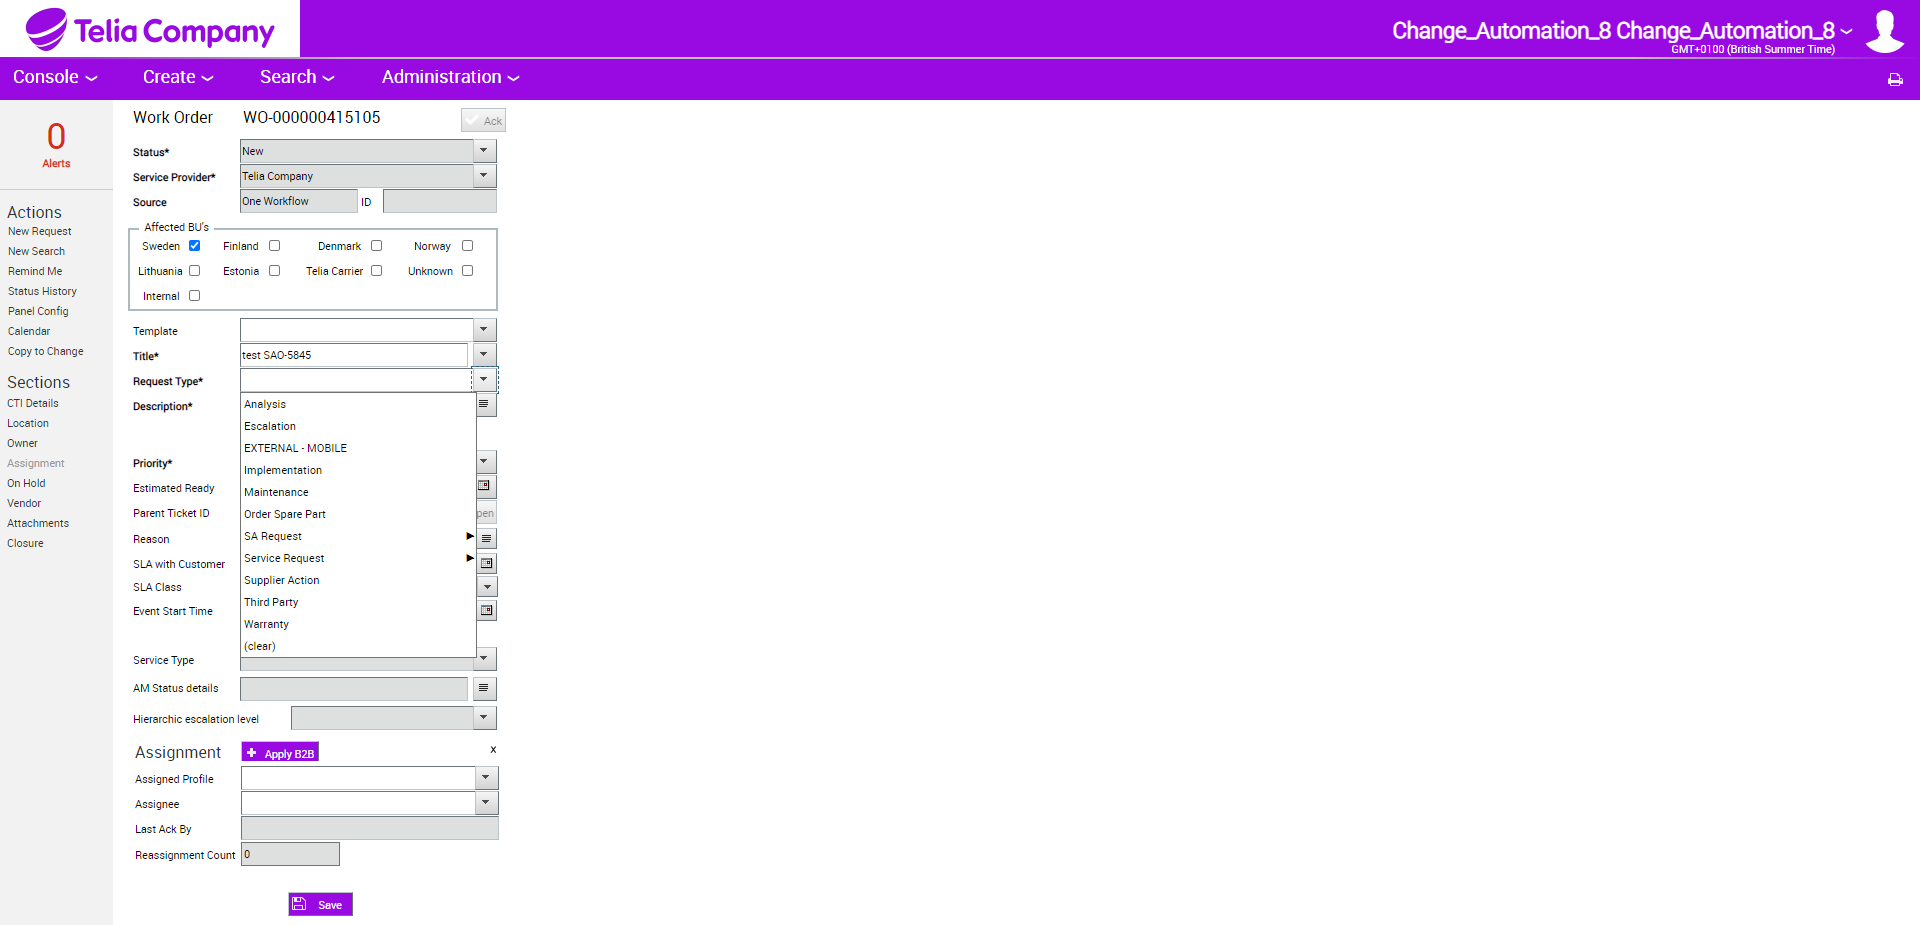 Telia Company
Change_Automation_8 Change_Automation_8
GMT+0100 (British Summer Time)
Console
Create
Search
Administration
0
Alerts
Actions
New Request
New Search
Remind Me
Status History
Panel Config
Calendar
Copy to Change
Sections
CTI Details
Location
Owner
Assignment
On Hold
Vendor
Attachments
Closure
Work Order WO-000000415105 Ack
Status* New
Service Provider* Telia Company
Source One Workflow ID
Affected BU's
Sweden Finland Denmark Norway
Lithuania Estonia Telia Carrier Unknown
Internal
Template
Title* test SAO-5845
Request Type*
Description*
Priority*
Estimated Ready
Parent Ticket ID pen
Reason
SLA with Customer
SLA Class
Event Start Time
Analysis
Escalation
EXTERNAL - MOBILE
Implementation
Maintenance
Order Spare Part
SA Request
Service Request
Supplier Action
Third Party
Warranty
(clear)
Service Type
AM Status details
Hierarchic escalation level
Assignment + Apply B2B x
Assigned Profile
Assignee
Last Ack By
Reassignment Count 0
Save